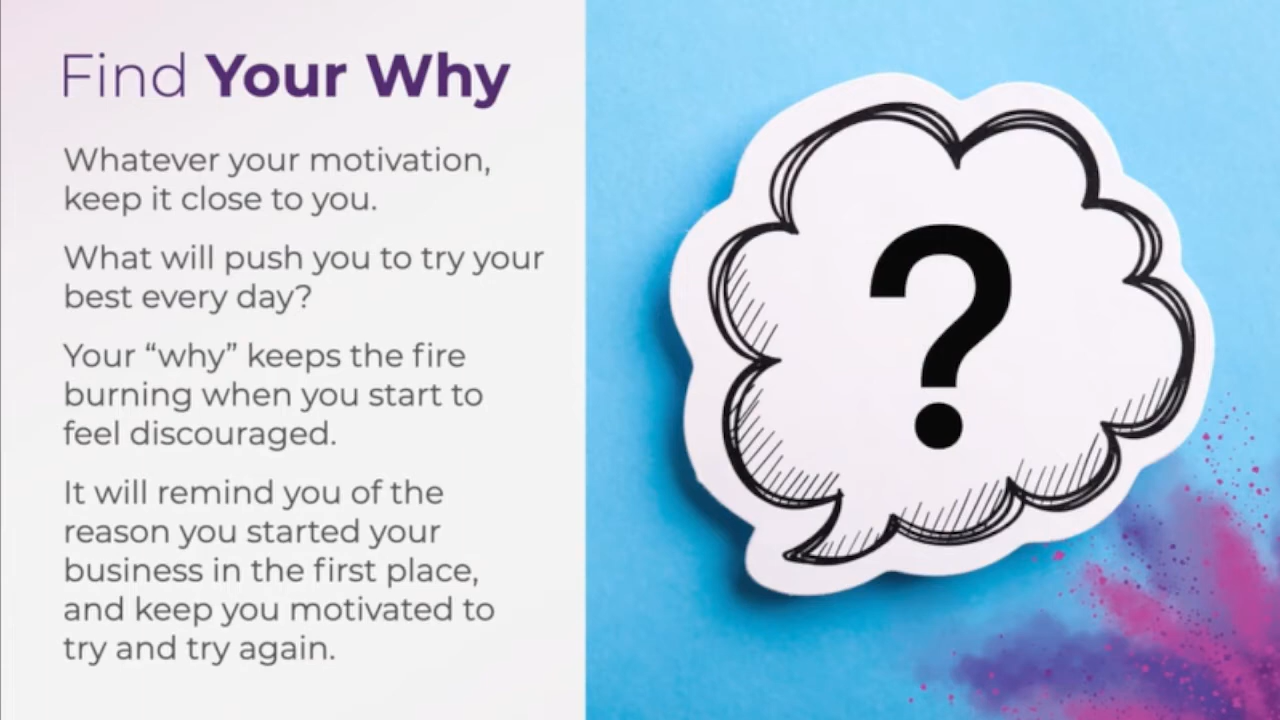 Find Your Why
Whatever your motivation,
keep it close to you.
What will push you to try your
best every day?
Your “why” keeps the fire
burning when you start to
feel discouraged.
It will remind you of the
reason you started your
business in the first place,
and keep you motivated to
try and try again.
?